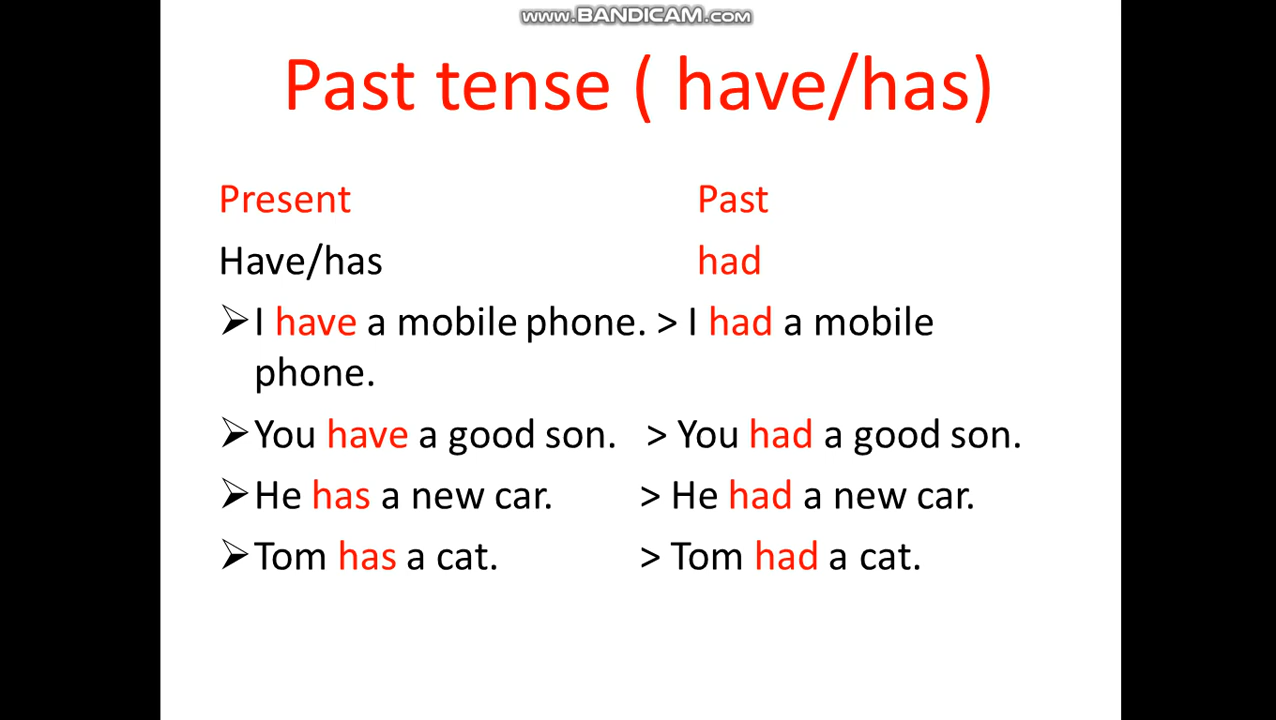 www.BANDICAM.com
Past tense ( have/has)
Present Past
Have/has had
➢I have a mobile phone. > I had a mobile
phone.
➢You have a good son. > You had a good son.
➢He has a new car. > He had a new car.
➢Tom has a cat. > Tom had a cat.